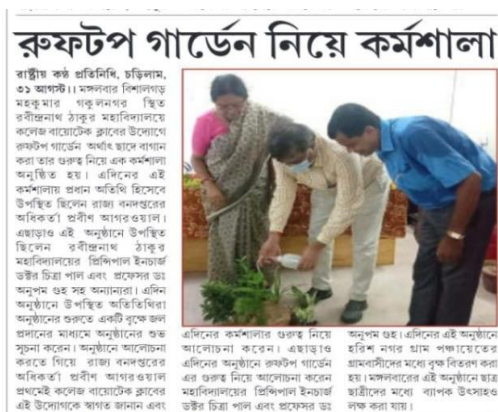 রুফটপ গার্ডেন নিয়ে কর্মশালা
রাষ্ট্রীয় কণ্ঠ প্রতিনিধি, চড়িলাম,
৩১ আগস্ট।। মঙ্গলবার বিশালগড়
মহকুমার গকুলনগর স্থিত
রবীন্দ্রনাথ ঠাকুর মহাবিদ্যালয়ে
কলেজ বায়োটেক ক্লাবের উদ্যোগে
রুফটপ গার্ডেন অর্থাৎ ছাদে বাগান
করা তার গুরুত্ব নিয়ে এক কর্মশালা
অনুষ্ঠিত হয়। এদিনের এই
কর্মশালায় প্রধান অতিথি হিসেবে
উপস্থিত ছিলেন রাজ্য বনদপ্তরের
অধিকর্তা প্রবীণ আগরওয়াল।
এছাড়াও এই অনুষ্ঠানে উপস্থিত
ছিলেন রবীন্দ্রনাথ ঠাকুর
মহাবিদ্যালয়ের প্রিন্সিপাল ইনচার্জ
ডক্টর চিত্রা পাল এবং প্রফেসর ডঃ
অনুপম গুহ সহ অন্যান্যরা। এদিন
অনুষ্ঠানে উপস্থিত অতিথিরা
অনুষ্ঠানের শুরুতে একটি বৃক্ষে জল
প্রদানের মাধ্যমে অনুষ্ঠানের শুভ
সূচনা করেন। অনুষ্ঠানে আলোচনা
করতে গিয়ে রাজ্য বনদপ্তরের
অধিকর্তা প্রবীণ আগরওয়াল
প্রথমেই কলেজ বায়োটেক ক্লাবের
এই উদ্যোগকে স্বাগত জানান এবং
এদিনের কর্মশালার গুরুত্ব নিয়ে
আলোচনা করেন। এছাড়াও
এদিনের অনুষ্ঠানে রুফটপ গার্ডেন
এর গুরুত্ব নিয়ে আলোচনা করেন
মহাবিদ্যালয়ের প্রিন্সিপাল ইনচার্জ
ডক্টর চিত্রা পাল এবং প্রফেসর ডঃ
অনুপম গুহ। এদিনের এই অনুষ্ঠানে
হরিশ নগর গ্রাম পঞ্চায়েতের
গ্রামবাসীদের মধ্যে বৃক্ষ বিতরণ করা
হয়। মঙ্গলবারের এই অনুষ্ঠানে ছাত্র
ছাত্রীদের মধ্যে ব্যাপক উৎসাহ
লক্ষ করা যায়।